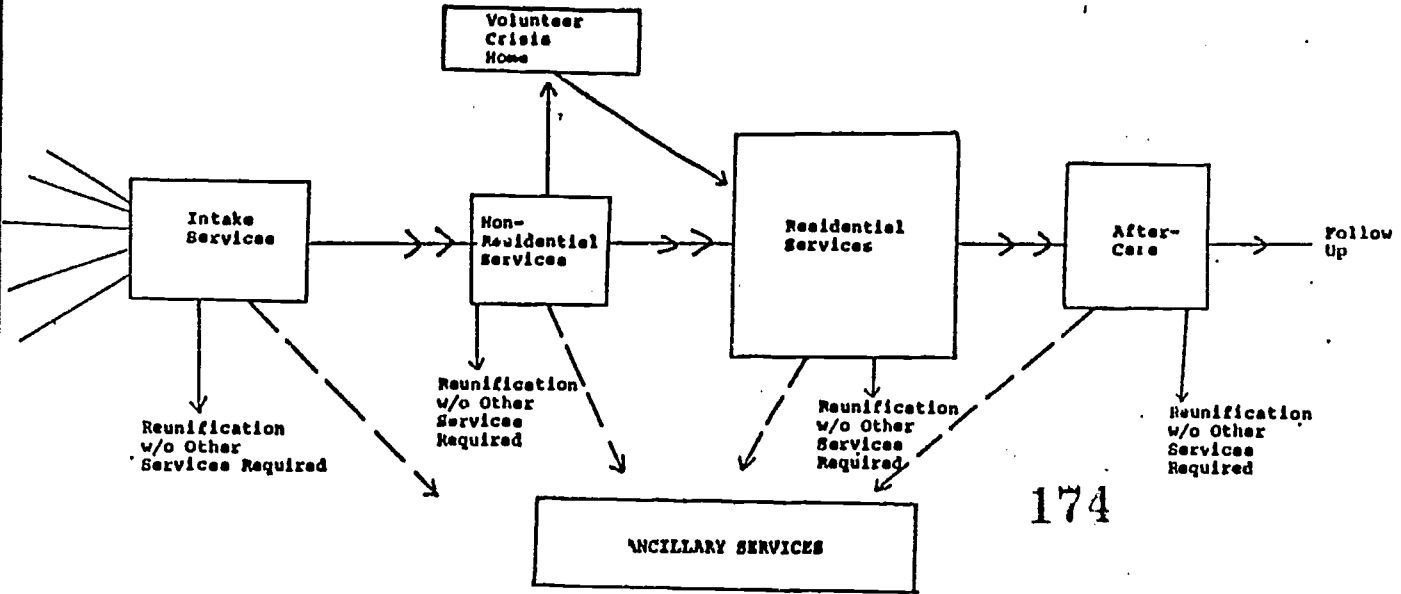 Volunteer
Crisis
Home
Intake
Services
Non-
Residential
Services
Residential
Services
After-
Care
Follow
Up
Reunification
w/o Other
Services Required
Reunification
w/o Other
Services
Required
Reunification
w/o Other
Services
Required
Reunification
w/o Other
Services
Required
174
ANCILLARY SERVICES